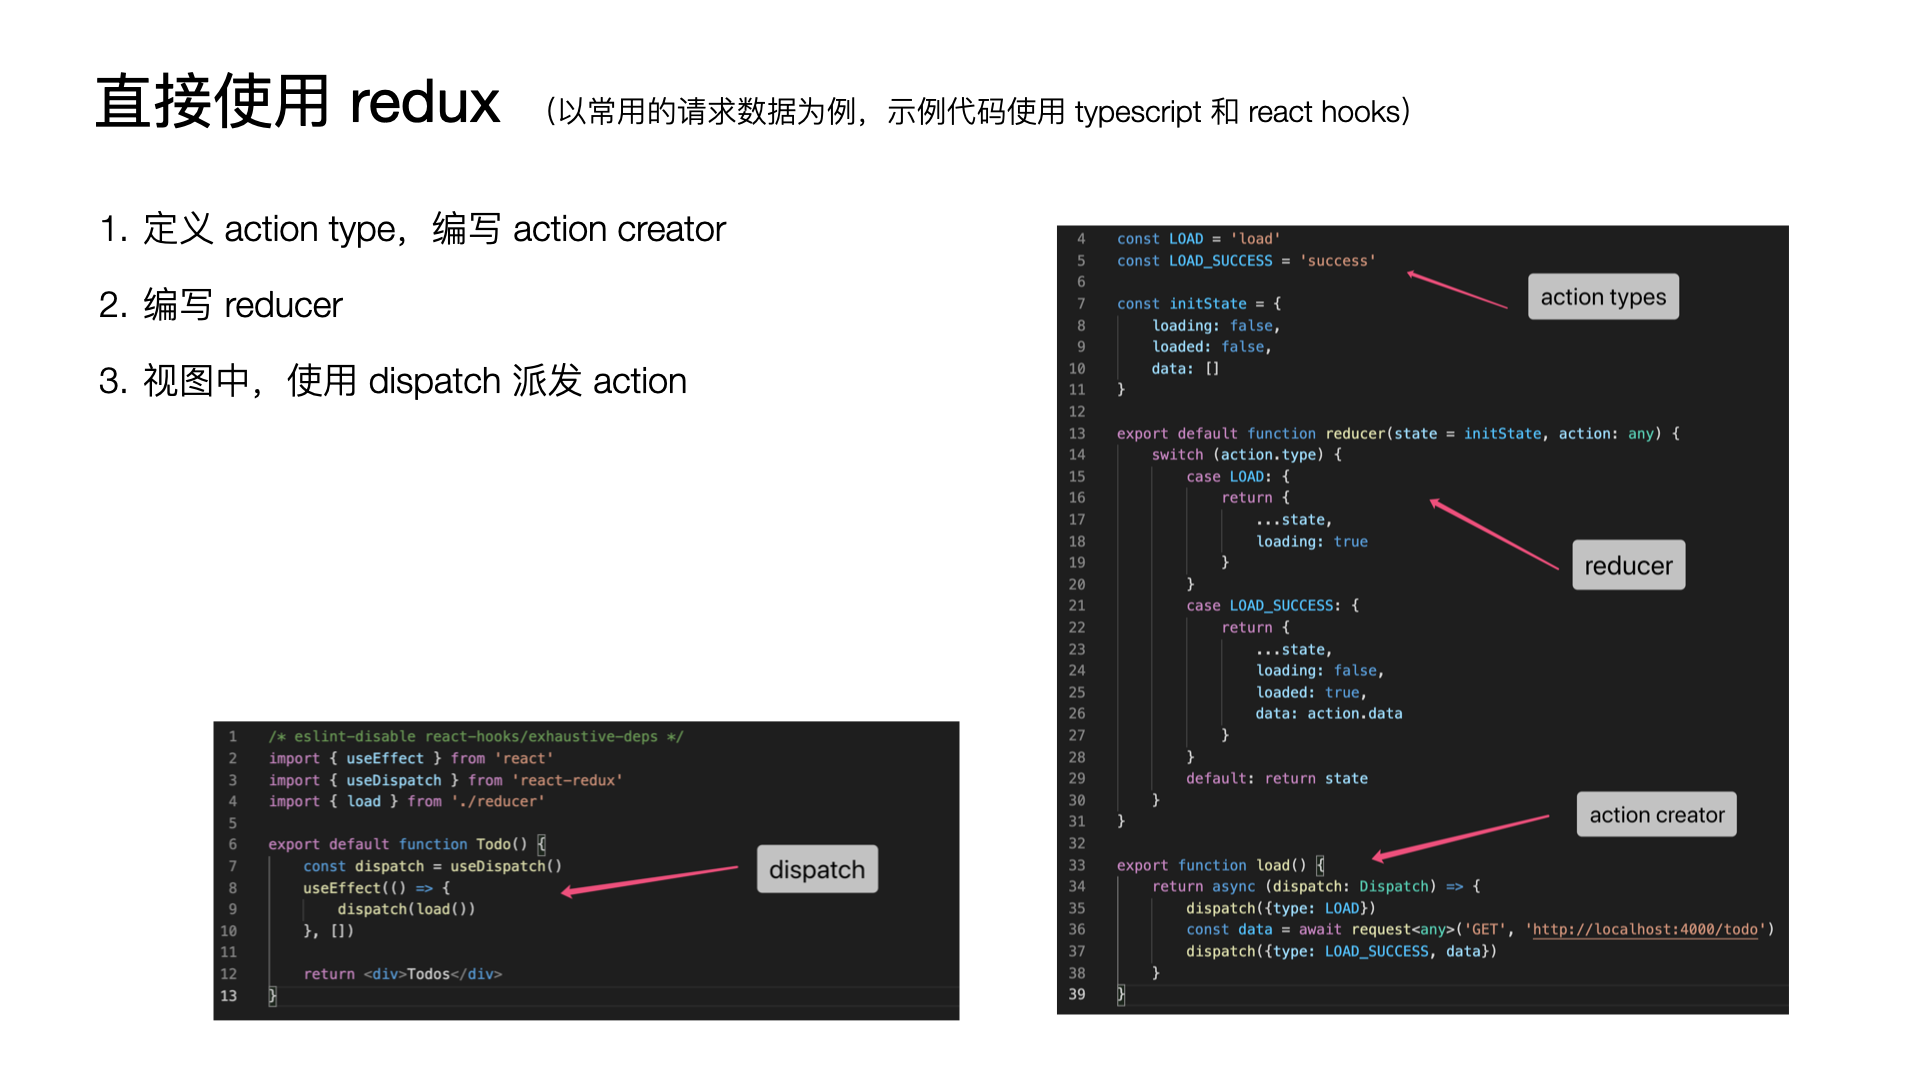 直接使用 redux （以常用的请求数据为例，示例代码使用 typescript 和 react hooks）
1. 定义 action type，编写 action creator
2. 编写 reducer
3. 视图中，使用 dispatch 派发 action
1 /* eslint-disable react-hooks/exhaustive-deps */
2 import { useEffect } from 'react'
3 import { useDispatch } from 'react-redux'
4 import { load } from './reducer'
5
6 export default function Todo() {
7     const dispatch = useDispatch()
8     useEffect(() => {
9         dispatch(load())
10     }, [])
11
12     return <div>Todos</div>
13 }
dispatch
4 const LOAD = 'load'
5 const LOAD_SUCCESS = 'success'
6
7 const initState = {
8     loading: false,
9     loaded: false,
10     data: []
11 }
12
13 export default function reducer(state = initState, action: any) {
14     switch (action.type) {
15         case LOAD: {
16             return {
17                 ...state,
18                 loading: true
19             }
20         }
21         case LOAD_SUCCESS: {
22             return {
23                 ...state,
24                 loading: false,
25                 loaded: true,
26                 data: action.data
27             }
28         }
29         default: return state
30     }
31 }
32
33 export function load() {
34     return async (dispatch: Dispatch) => {
35         dispatch({type: LOAD})
36         const data = await request<any>('GET', 'http://localhost:4000/todo')
37         dispatch({type: LOAD_SUCCESS, data})
38     }
39 }
action types
reducer
action creator